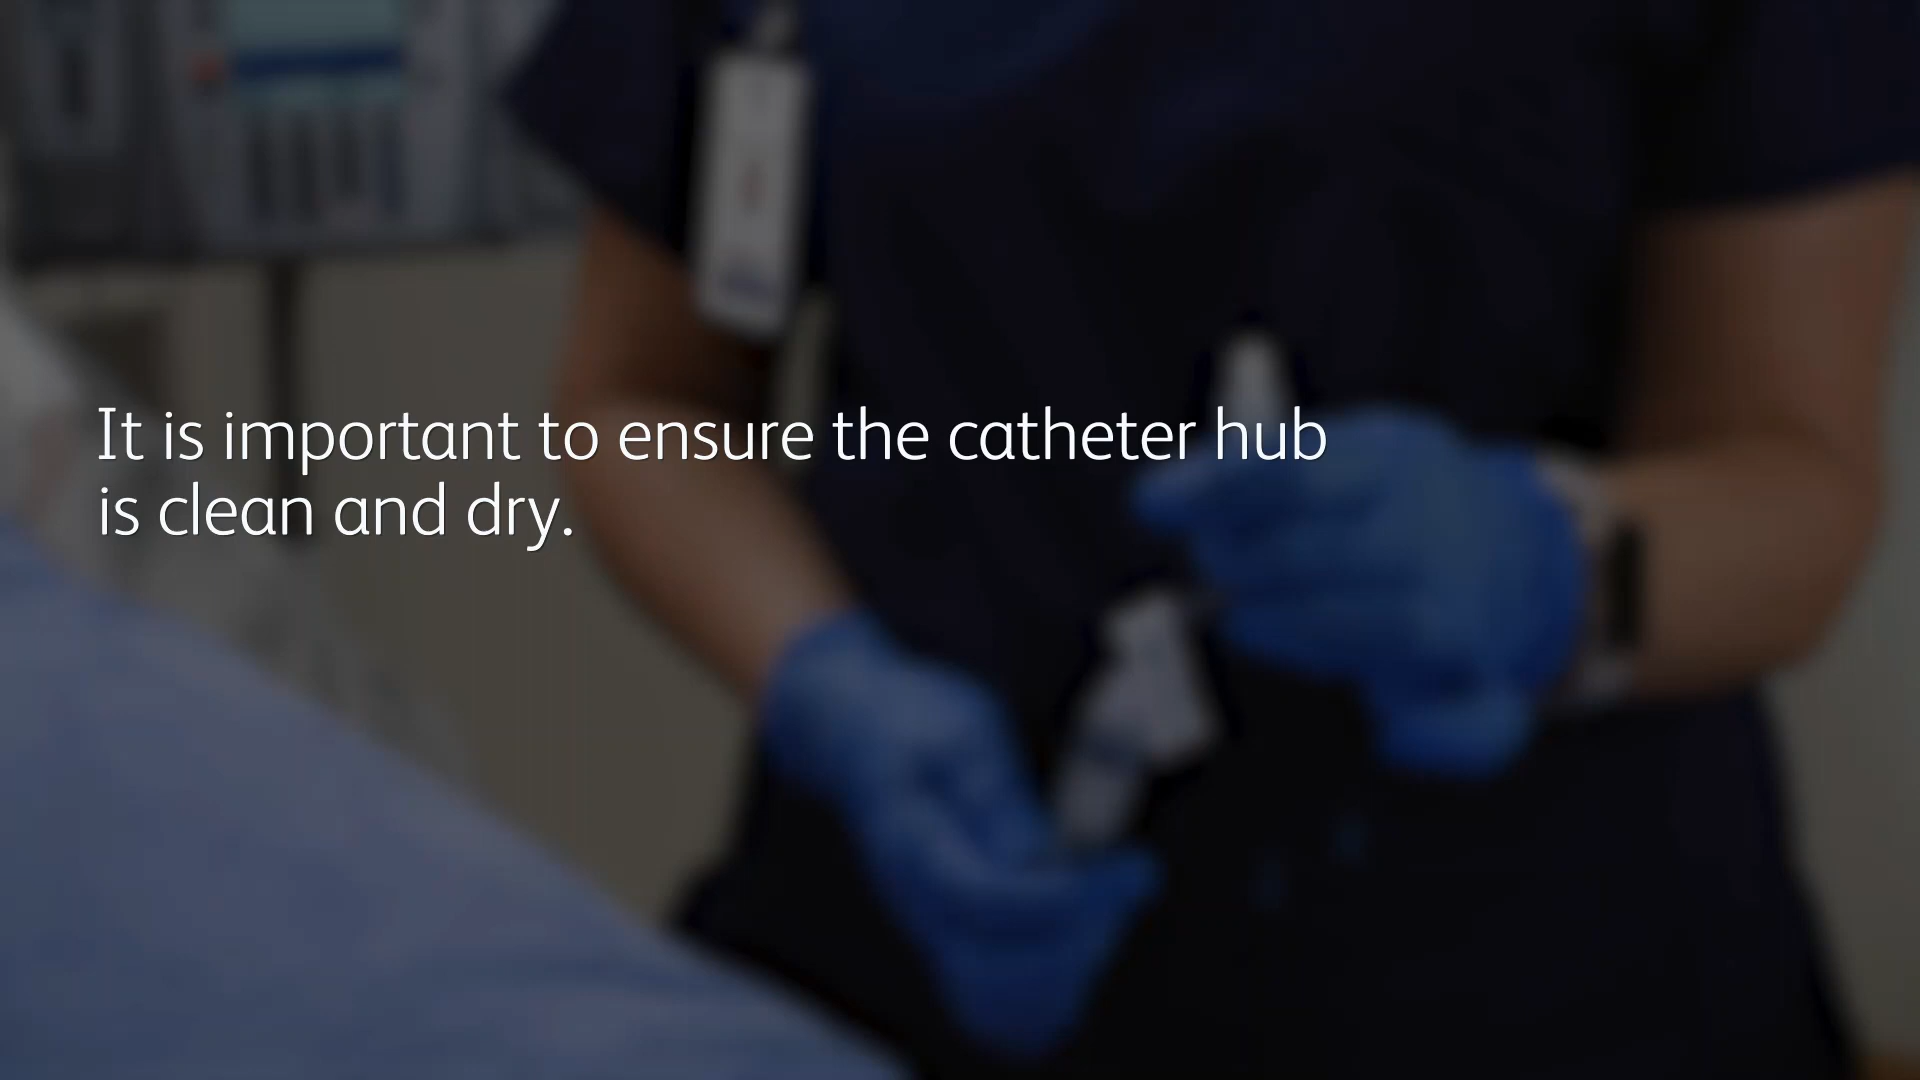 It is important to ensure the catheter hub
is clean and dry.